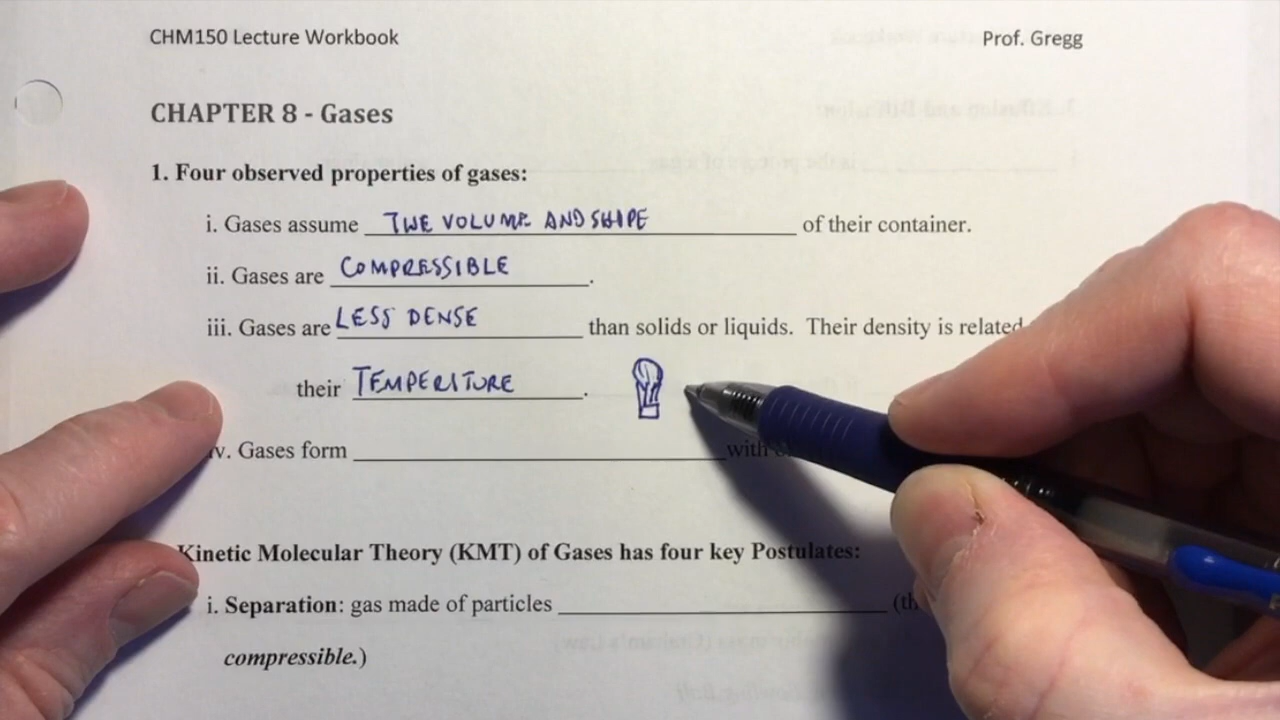 CHM150 Lecture Workbook Prof. Gregg
CHAPTER 8 - Gases
1. Four observed properties of gases:
i. Gases assume THE VOLUME AND SHAPE of their container.
ii. Gases are COMPRESSIBLE.
iii. Gases are LESS DENSE than solids or liquids. Their density is related
their TEMPERATURE.
iv. Gases form with
Kinetic Molecular Theory (KMT) of Gases has four key Postulates:
i. Separation: gas made of particles
compressible.)